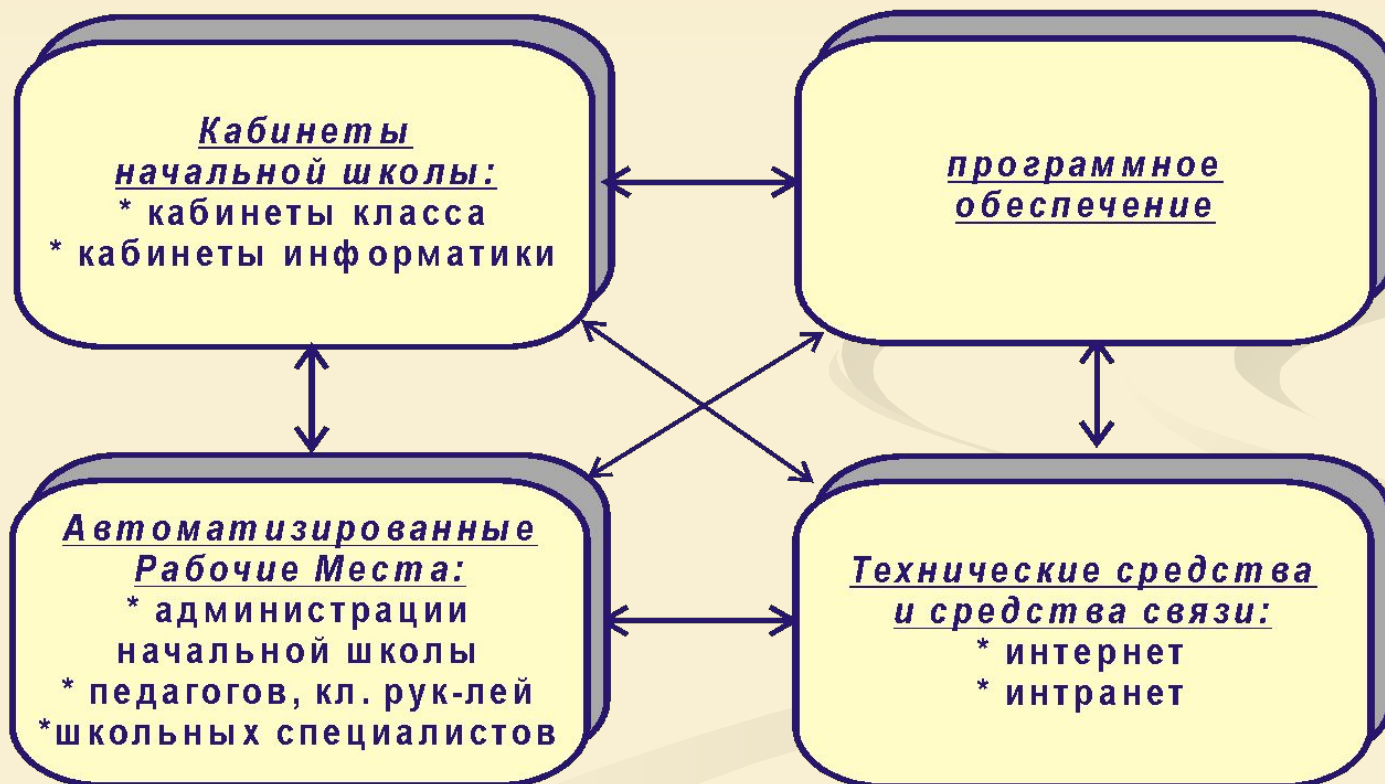 Кабинеты
начальной школы:
* кабинеты класса
* кабинеты информатики
программное
обеспечение
Автоматизированные
Рабочие Места:
* администрации
начальной школы
* педагогов, кл. рук-лей
*школьных специалистов
Технические средства
и средства связи:
* интернет
* интранет